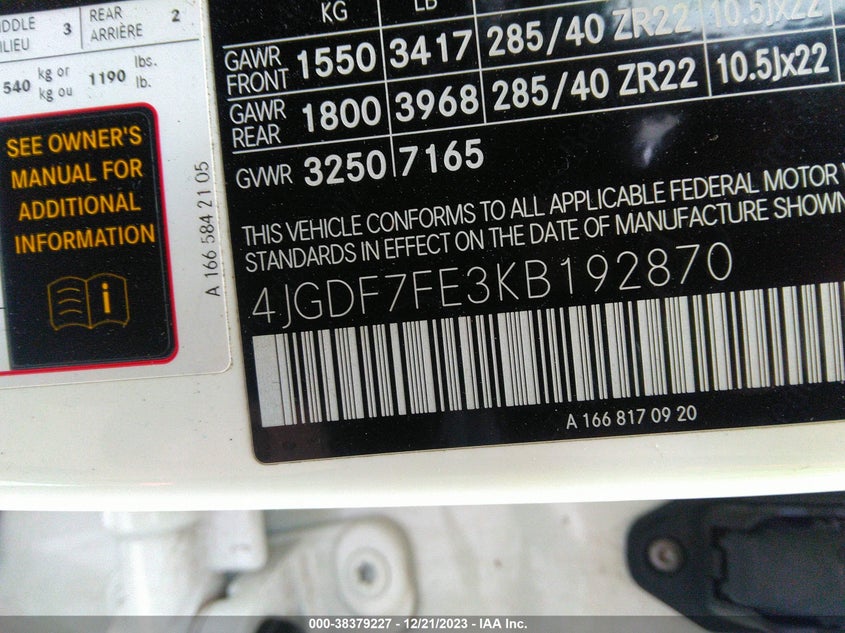 DDLE 3 REAR 2
ILIEU ARRIÈRE
540 kg or 1190 lbs.
kg ou lb.
SEE OWNER'S
MANUAL FOR
ADDITIONAL
INFORMATION
i
A 166 584 21 05
KG LB
GAWR FRONT 1550 3417 285/40 ZR22 10.5Jx22
GAWR REAR 1800 3968 285/40 ZR22 10.5Jx22
GVWR 3250 7165
THIS VEHICLE CONFORMS TO ALL APPLICABLE FEDERAL MOTOR V
STANDARDS IN EFFECT ON THE DATE OF MANUFACTURE SHOWN
4JGDF7FE3KB192870
A 166 817 09 20
000-38379227 - 12/21/2023 - IAA Inc.